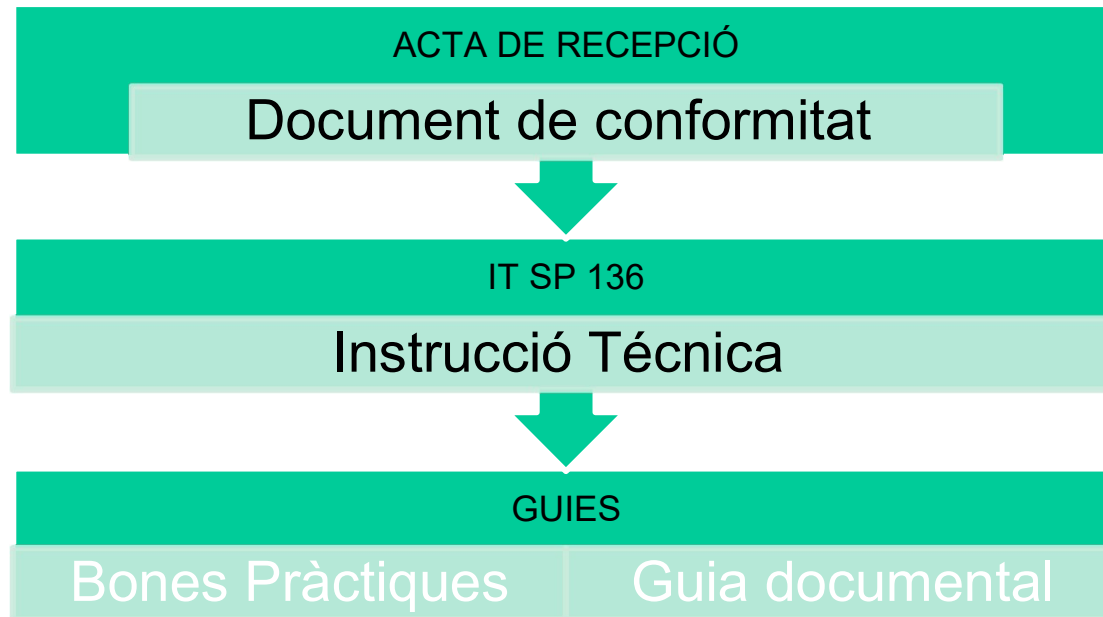 ACTA DE RECEPCIÓ
Document de conformitat
IT SP 136
Instrucció Técnica
GUIES
Bones Pràctiques
Guia documental